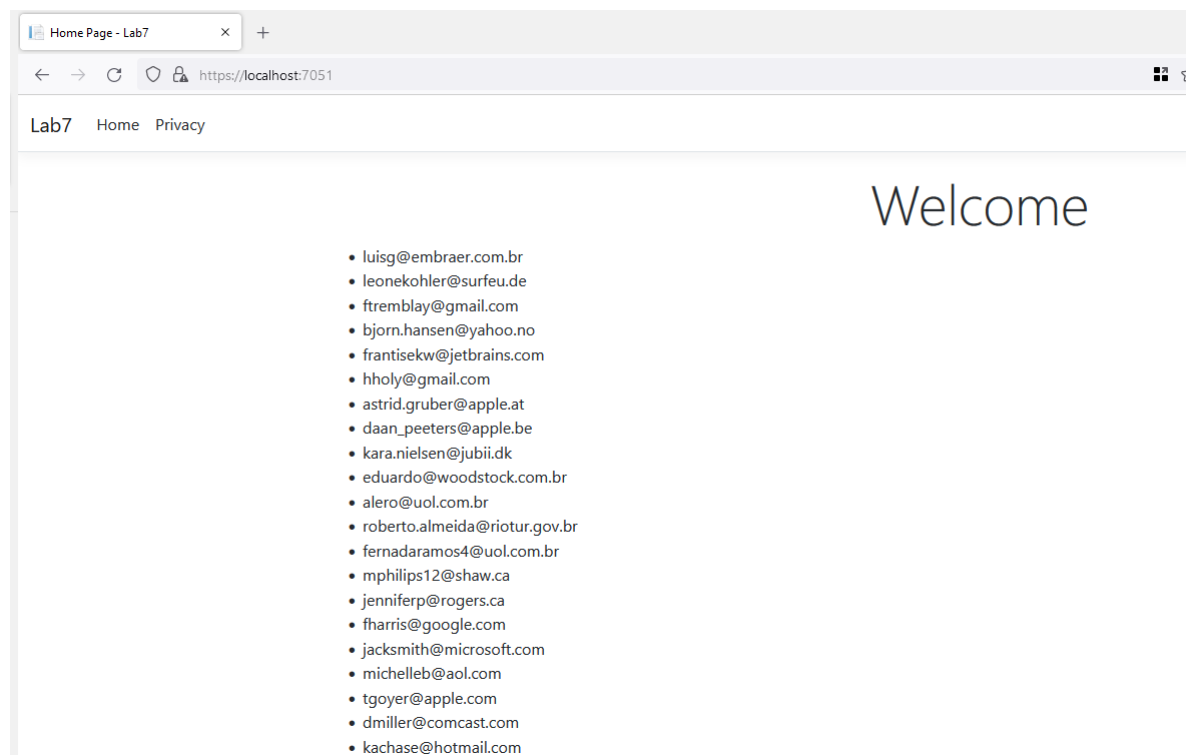 Home Page - Lab7
https://localhost:7051
Lab7 Home Privacy
Welcome
luisg@embraer.com.br
leonekohler@surfeu.de
ftremblay@gmail.com
bjorn.hansen@yahoo.no
frantisekw@jetbrains.com
hholy@gmail.com
astrid.gruber@apple.at
daan_peeters@apple.be
kara.nielsen@jubii.dk
eduardo@woodstock.com.br
alero@uol.com.br
roberto.almeida@riotur.gov.br
fernadaramos4@uol.com.br
mphilips12@shaw.ca
jenniferp@rogers.ca
fharris@google.com
jacksmith@microsoft.com
michelleb@aol.com
tgoyer@apple.com
dmiller@comcast.com
kachase@hotmail.com